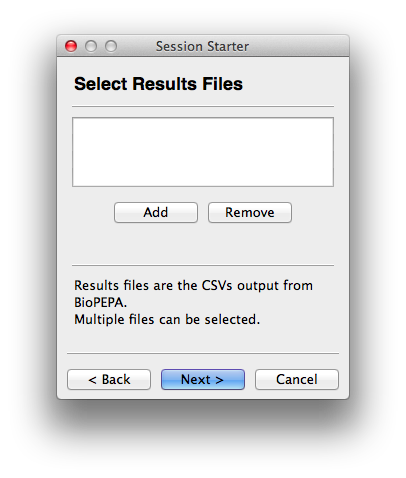 Session Starter
Select Results Files
Add
Remove
Results files are the CSVs output from
BioPEPA.
Multiple files can be selected.
< Back
Next >
Cancel